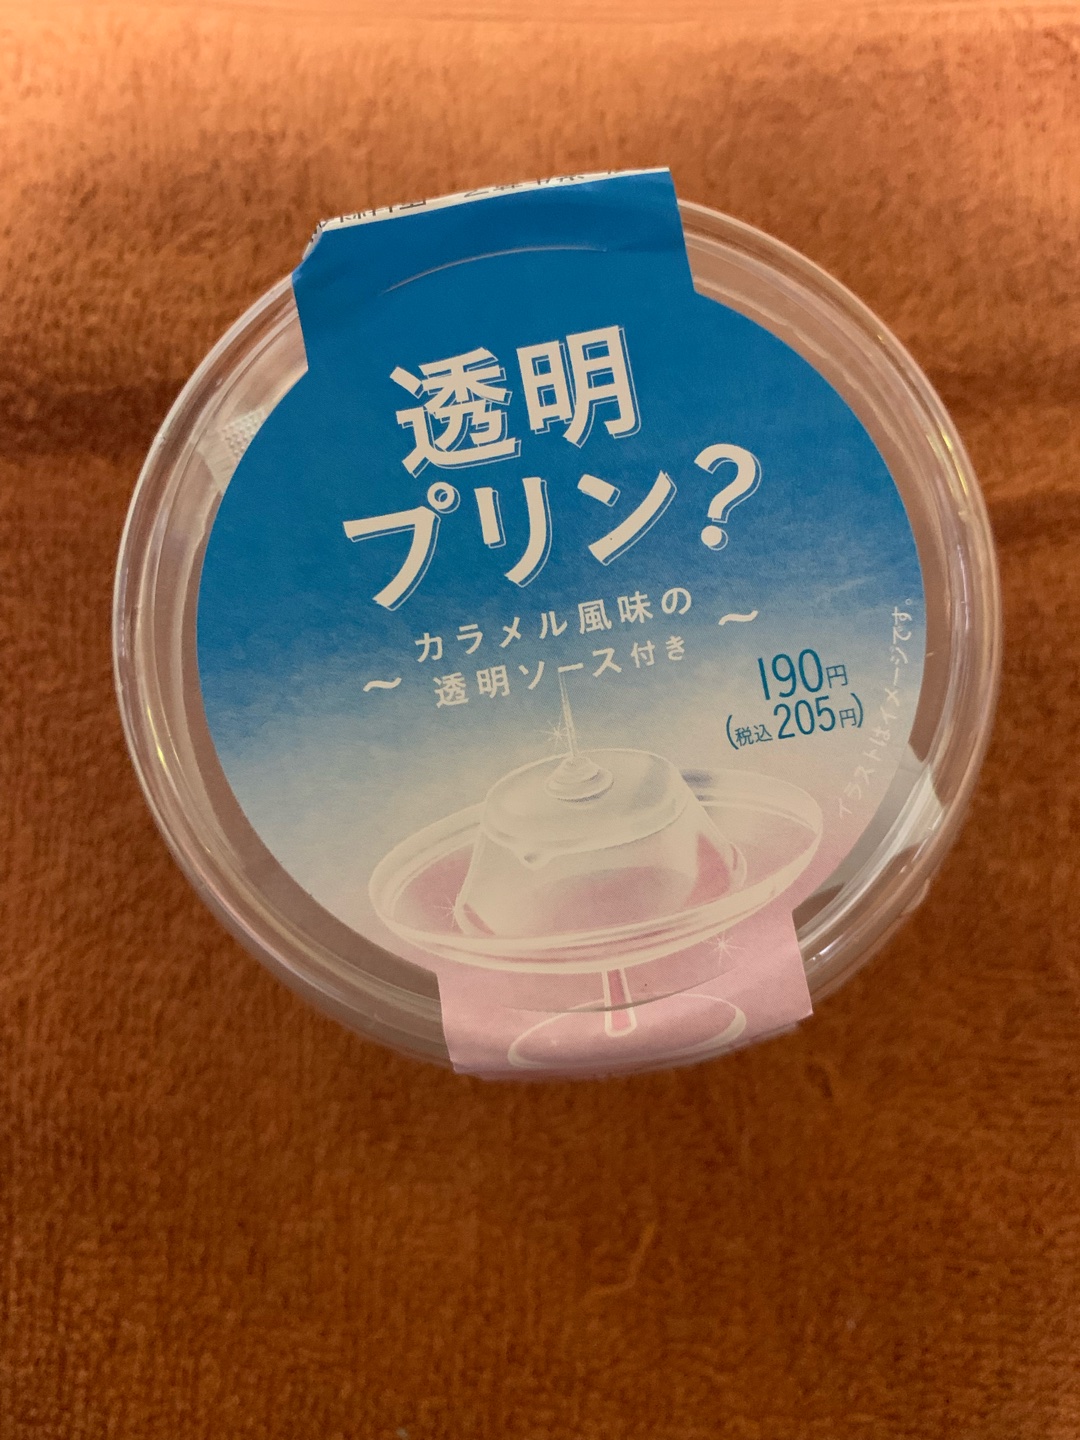 透明
プリン?
～カラメル風味の
透明ソース付き～
190円
(税込205円)
イラストはイメージです。